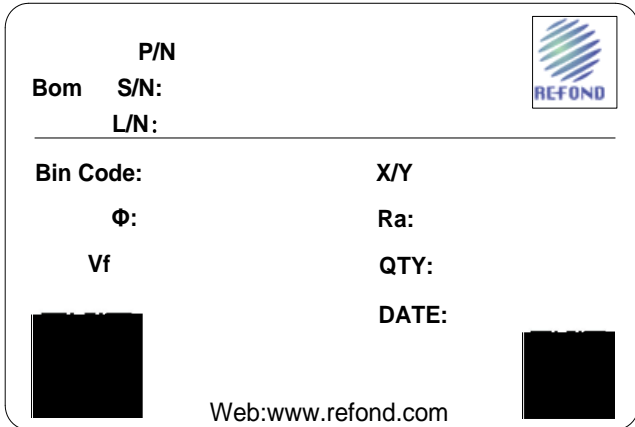 P/N
REFOND
Bom S/N:
L/N:
Bin Code: X/Y
Φ: Ra:
Vf QTY:
DATE:
Web:www.refond.com